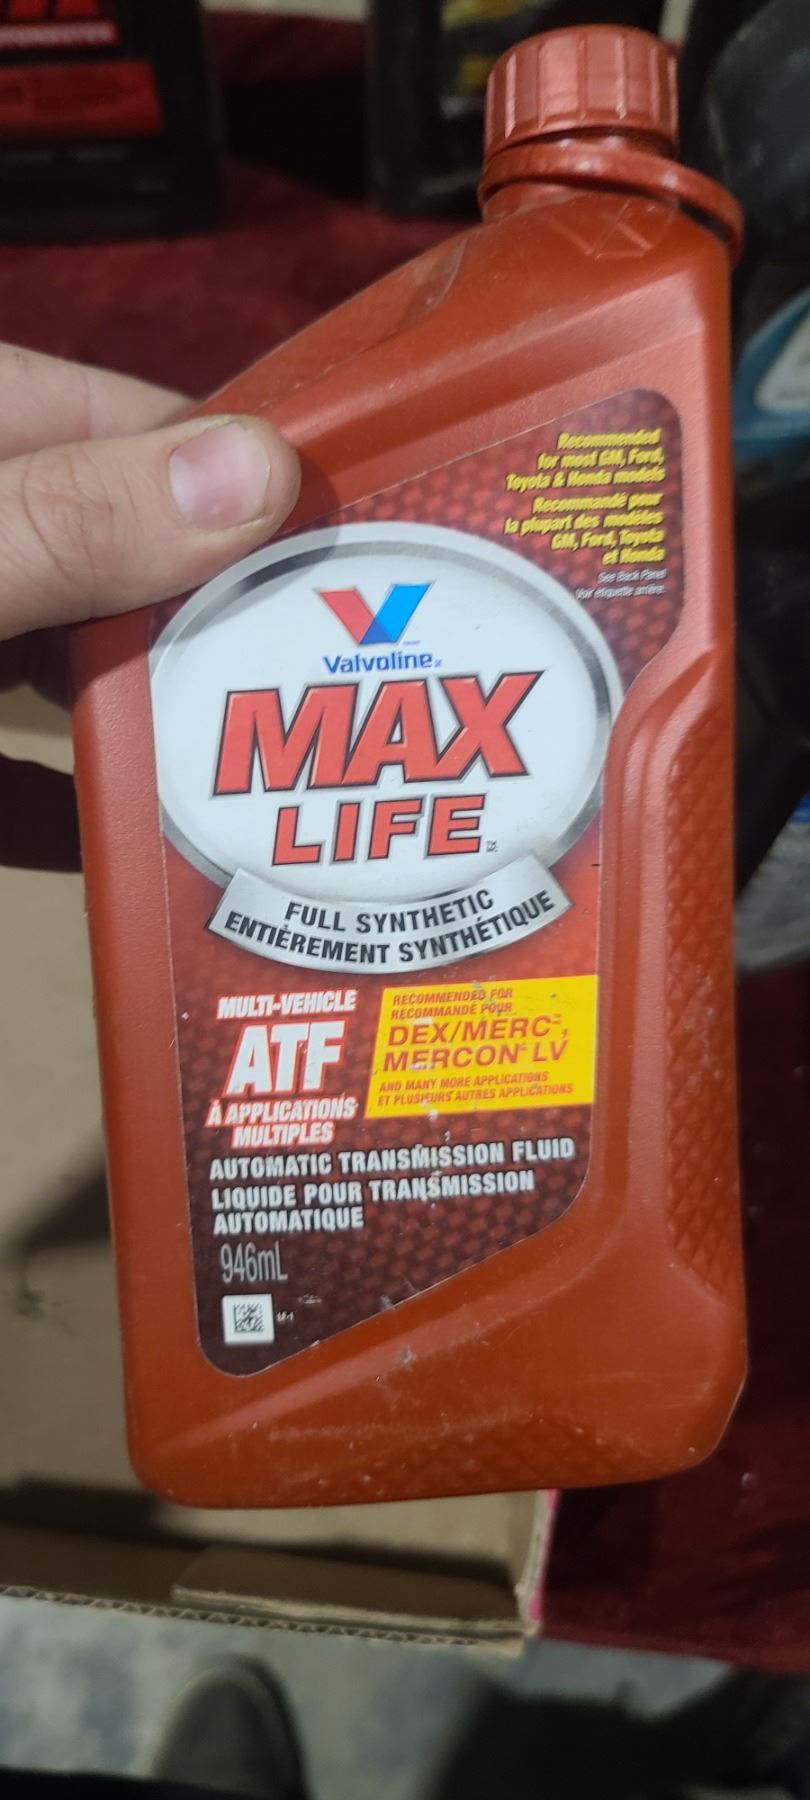 Recommended
for most GM, Ford,
Toyota & Honda models
Recommandé pour
la plupart des modèles
GM, Ford, Toyota
et Honda
See Back Panel
Voir étiquette arrière.
Valvoline
MAX
LIFE TM MC
FULL SYNTHETIC
ENTIÈREMENT SYNTHÉTIQUE
MULTI-VEHICLE
ATF
À APPLICATIONS
MULTIPLES
RECOMMENDED FOR
RECOMMANDÉ POUR
DEX/MERC,
MERCON LV
AND MANY MORE APPLICATIONS
ET PLUSIEURS AUTRES APPLICATIONS
AUTOMATIC TRANSMISSION FLUID
LIQUIDE POUR TRANSMISSION
AUTOMATIQUE
946mL